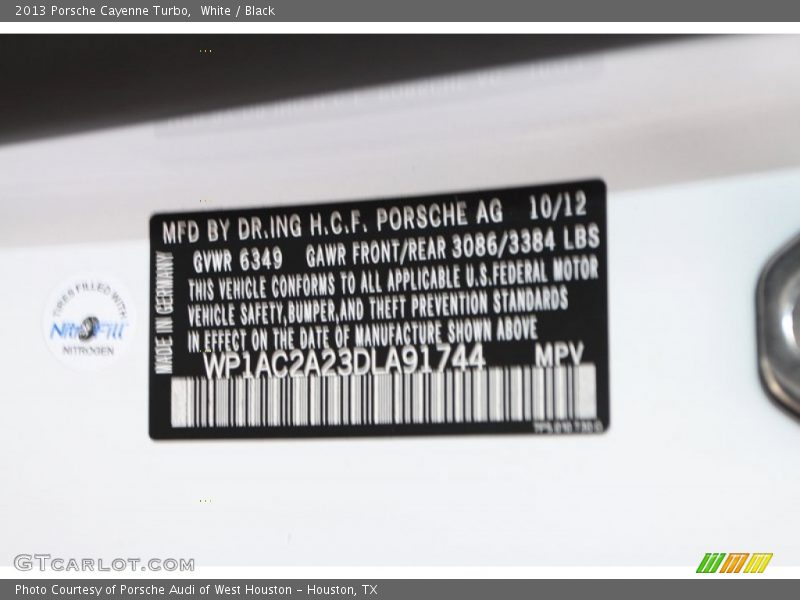 2013 Porsche Cayenne Turbo,  White / Black
MFD BY DR.ING H.C.F. PORSCHE AG 10/12
GVWR 6349 GAWR FRONT/REAR 3086/3384 LBS
THIS VEHICLE CONFORMS TO ALL APPLICABLE U.S.FEDERAL MOTOR
VEHICLE SAFETY,BUMPER,AND THEFT PREVENTION STANDARDS
IN EFFECT ON THE DATE OF MANUFACTURE SHOWN ABOVE
MADE IN GERMANY
WP1AC2A23DLA91744 MPV
TIRES FILLED WITH
NitroFill
NITROGEN
GTCARLOT.COM
Photo Courtesy of Porsche Audi of West Houston – Houston, TX